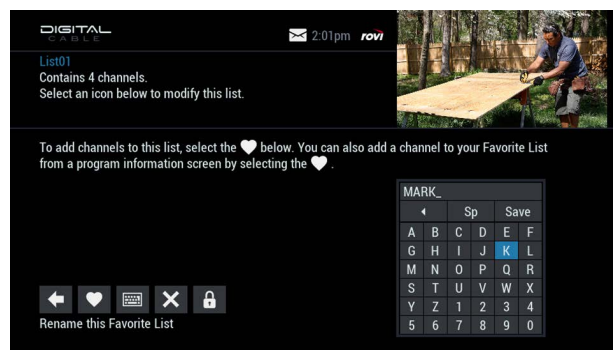 DIGITAL
CABLE
2:01pm rovi
List01
Contains 4 channels.
Select an icon below to modify this list.
To add channels to this list, select the below. You can also add a channel to your Favorite List
from a program information screen by selecting the .
MARK_
Sp Save
A B C D E F
G H I J K L
M N O P Q R
S T U V W X
Y Z 1 2 3 4
5 6 7 8 9 0
Rename this Favorite List